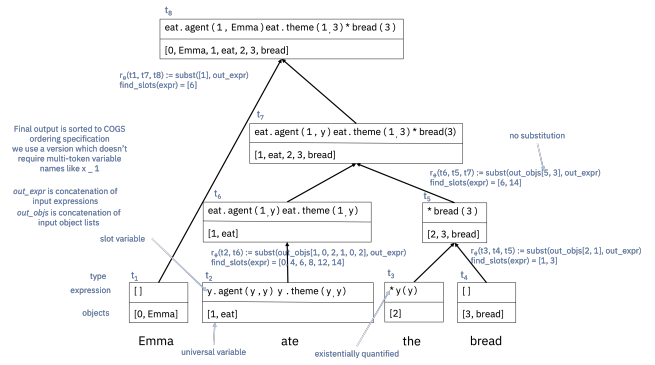 t₈
eat . agent ( 1 , Emma ) eat . theme ( 1 , 3 ) * bread ( 3 )
[0, Emma, 1, eat, 2, 3, bread]
rθ(t1, t7, t8) := subst([1], out_expr)
find_slots(expr) = [6]
t₇
eat . agent ( 1 , y ) eat . theme ( 1 , 3 ) * bread(3)
[1, eat, 2, 3, bread]
Final output is sorted to COGS
ordering specification
we use a version which doesn't
require multi-token variable
names like x _ 1
no substitution
rθ(t6, t5, t7) := subst(out_objs[5, 3], out_expr)
find_slots(expr) = [6, 14]
out_expr is concatenation of
input expressions
out_objs is concatenation of
input object lists
t₆
eat . agent ( 1 , y ) eat . theme ( 1 , y )
[1, eat]
t₅
* bread ( 3 )
[2, 3, bread]
slot variable
rθ(t2, t6) := subst(out_objs[1, 0, 2, 1, 0, 2], out_expr)
find_slots(expr) = [0, 4, 6, 8, 12, 14]
rθ(t3, t4, t5) := subst(out_objs[2, 1], out_expr)
find_slots(expr) = [1, 3]
type
t₁
t₂
t₃
t₄
expression
[ ]
y . agent ( y , y ) y . theme ( y , y )
* y ( y )
[ ]
objects
[0, Emma]
[1, eat]
[2]
[3, bread]
Emma
ate
the
bread
universal variable
existentially quantified